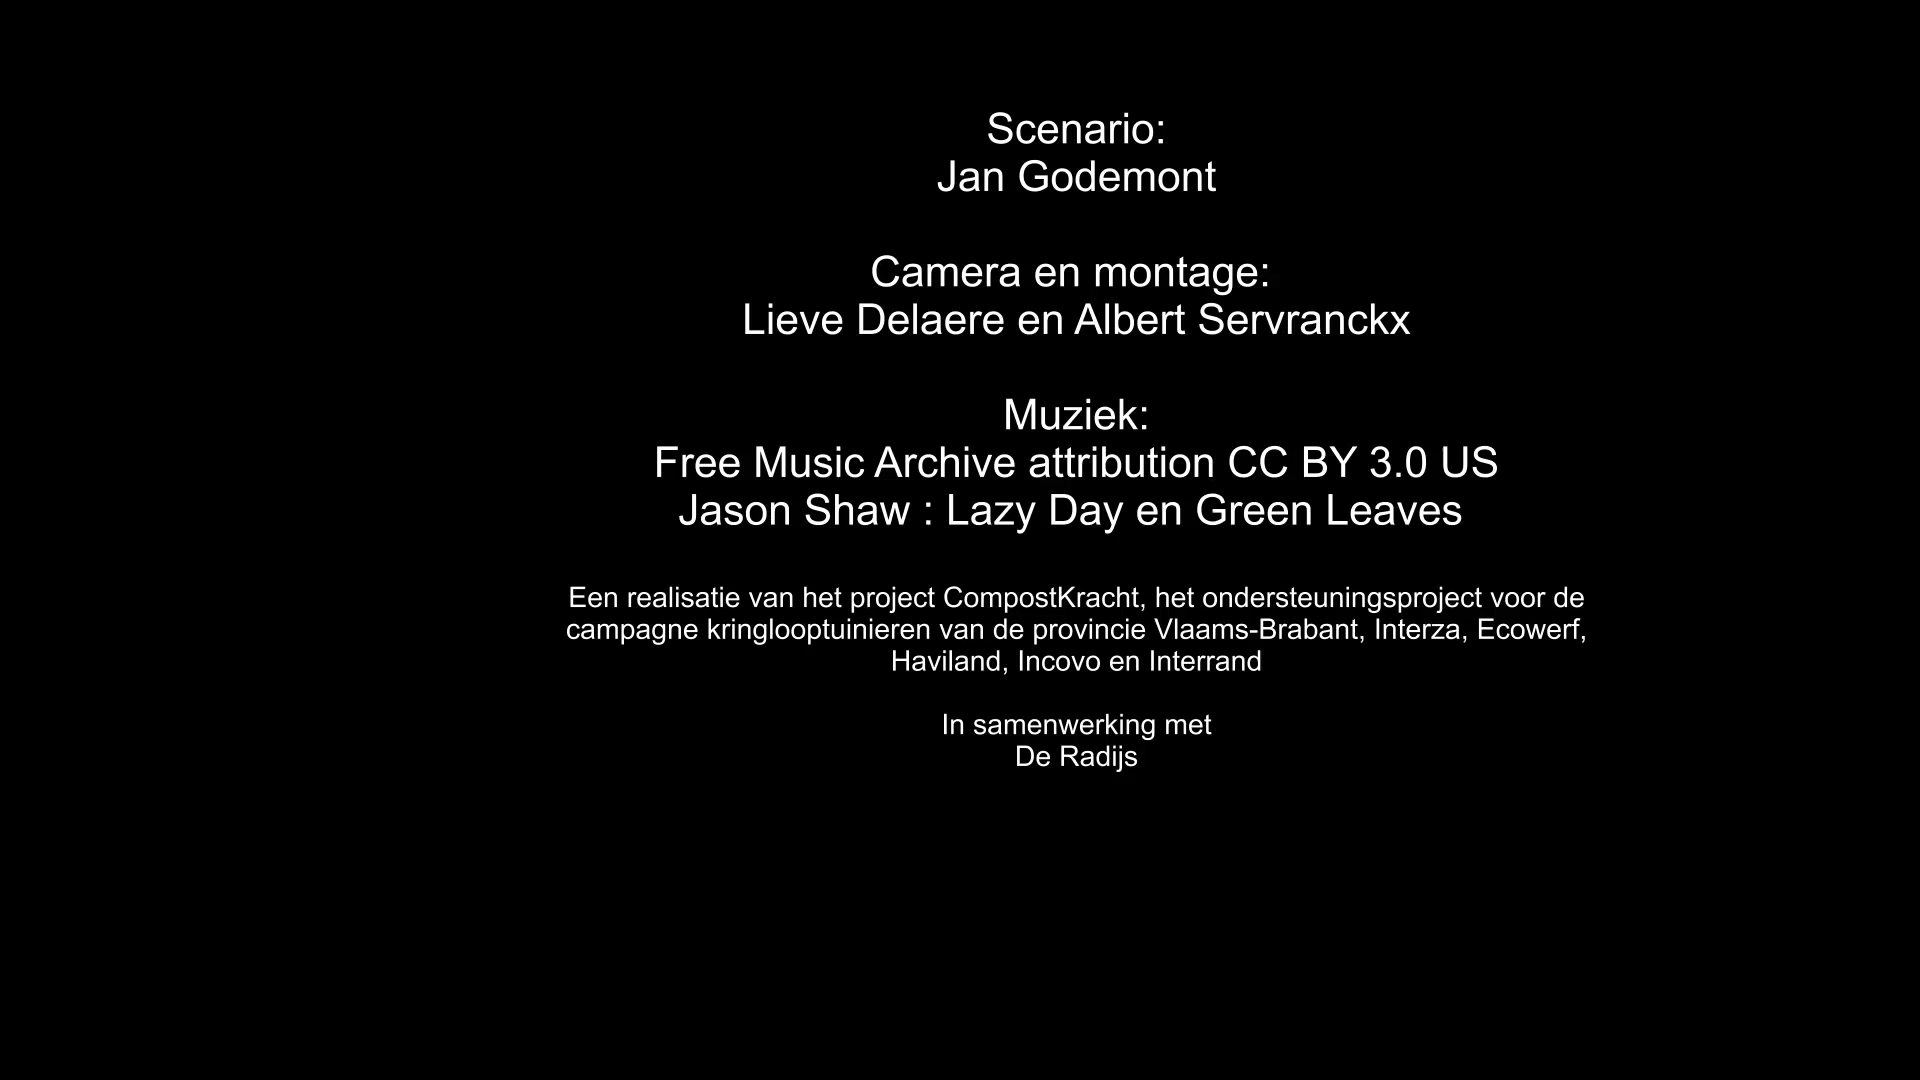 Scenario:
Jan Godemont
Camera en montage:
Lieve Delaere en Albert Servranckx
Muziek:
Free Music Archive attribution CC BY 3.0 US
Jason Shaw : Lazy Day en Green Leaves
Een realisatie van het project CompostKracht, het ondersteuningsproject voor de
campagne kringlooptuinieren van de provincie Vlaams-Brabant, Interza, Ecowerf,
Haviland, Incovo en Interrand
In samenwerking met
De Radijs